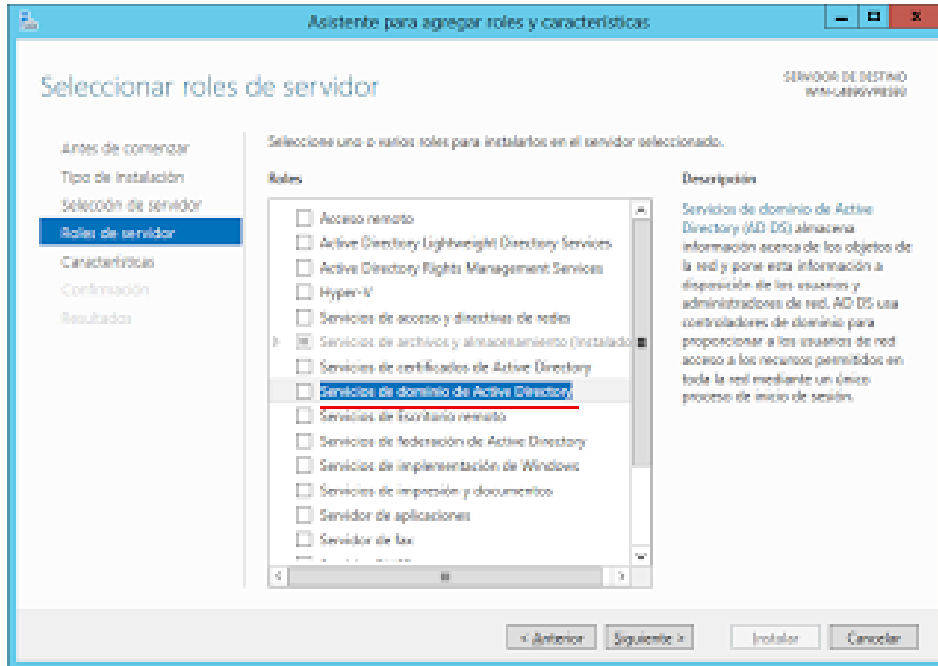 Asistente para agregar roles y características
Seleccionar roles de servidor
SERVIDOR DE DESTINO
Antes de comenzar
Tipo de instalación
Selección de servidor
Roles de servidor
Características
Confirmación
Resultados
Seleccione uno o varios roles para instalarlos en el servidor seleccionado.
Roles
Acceso remoto
Active Directory Lightweight Directory Services
Active Directory Rights Management Services
Hyper-V
Servicios de acceso y directivas de redes
Servicios de archivos y almacenamiento (Instalado
Servicios de certificados de Active Directory
Servicios de dominio de Active Directory
Servicios de Escritorio remoto
Servicios de federación de Active Directory
Servicios de implementación de Windows
Servicios de impresión y documentos
Servidor de aplicaciones
Servidor de fax
Descripción
Servicios de dominio de Active
Directory (AD DS) almacena
información acerca de los objetos de
la red y pone esta información a
disposición de los usuarios y
administradores de red. AD DS usa
controladores de dominio para
proporcionar a los usuarios de red
acceso a los recursos permitidos en
toda la red mediante un único
proceso de inicio de sesión.
< Anterior
Siguiente >
Instalar
Cancelar